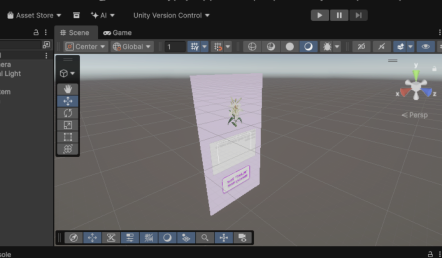 Asset Store ▾
AI ▾
Unity Version Control ▾
Scene
Game
Center ▾
Global ▾
1
era
l Light
tem
y
x
z
< Persp
sole